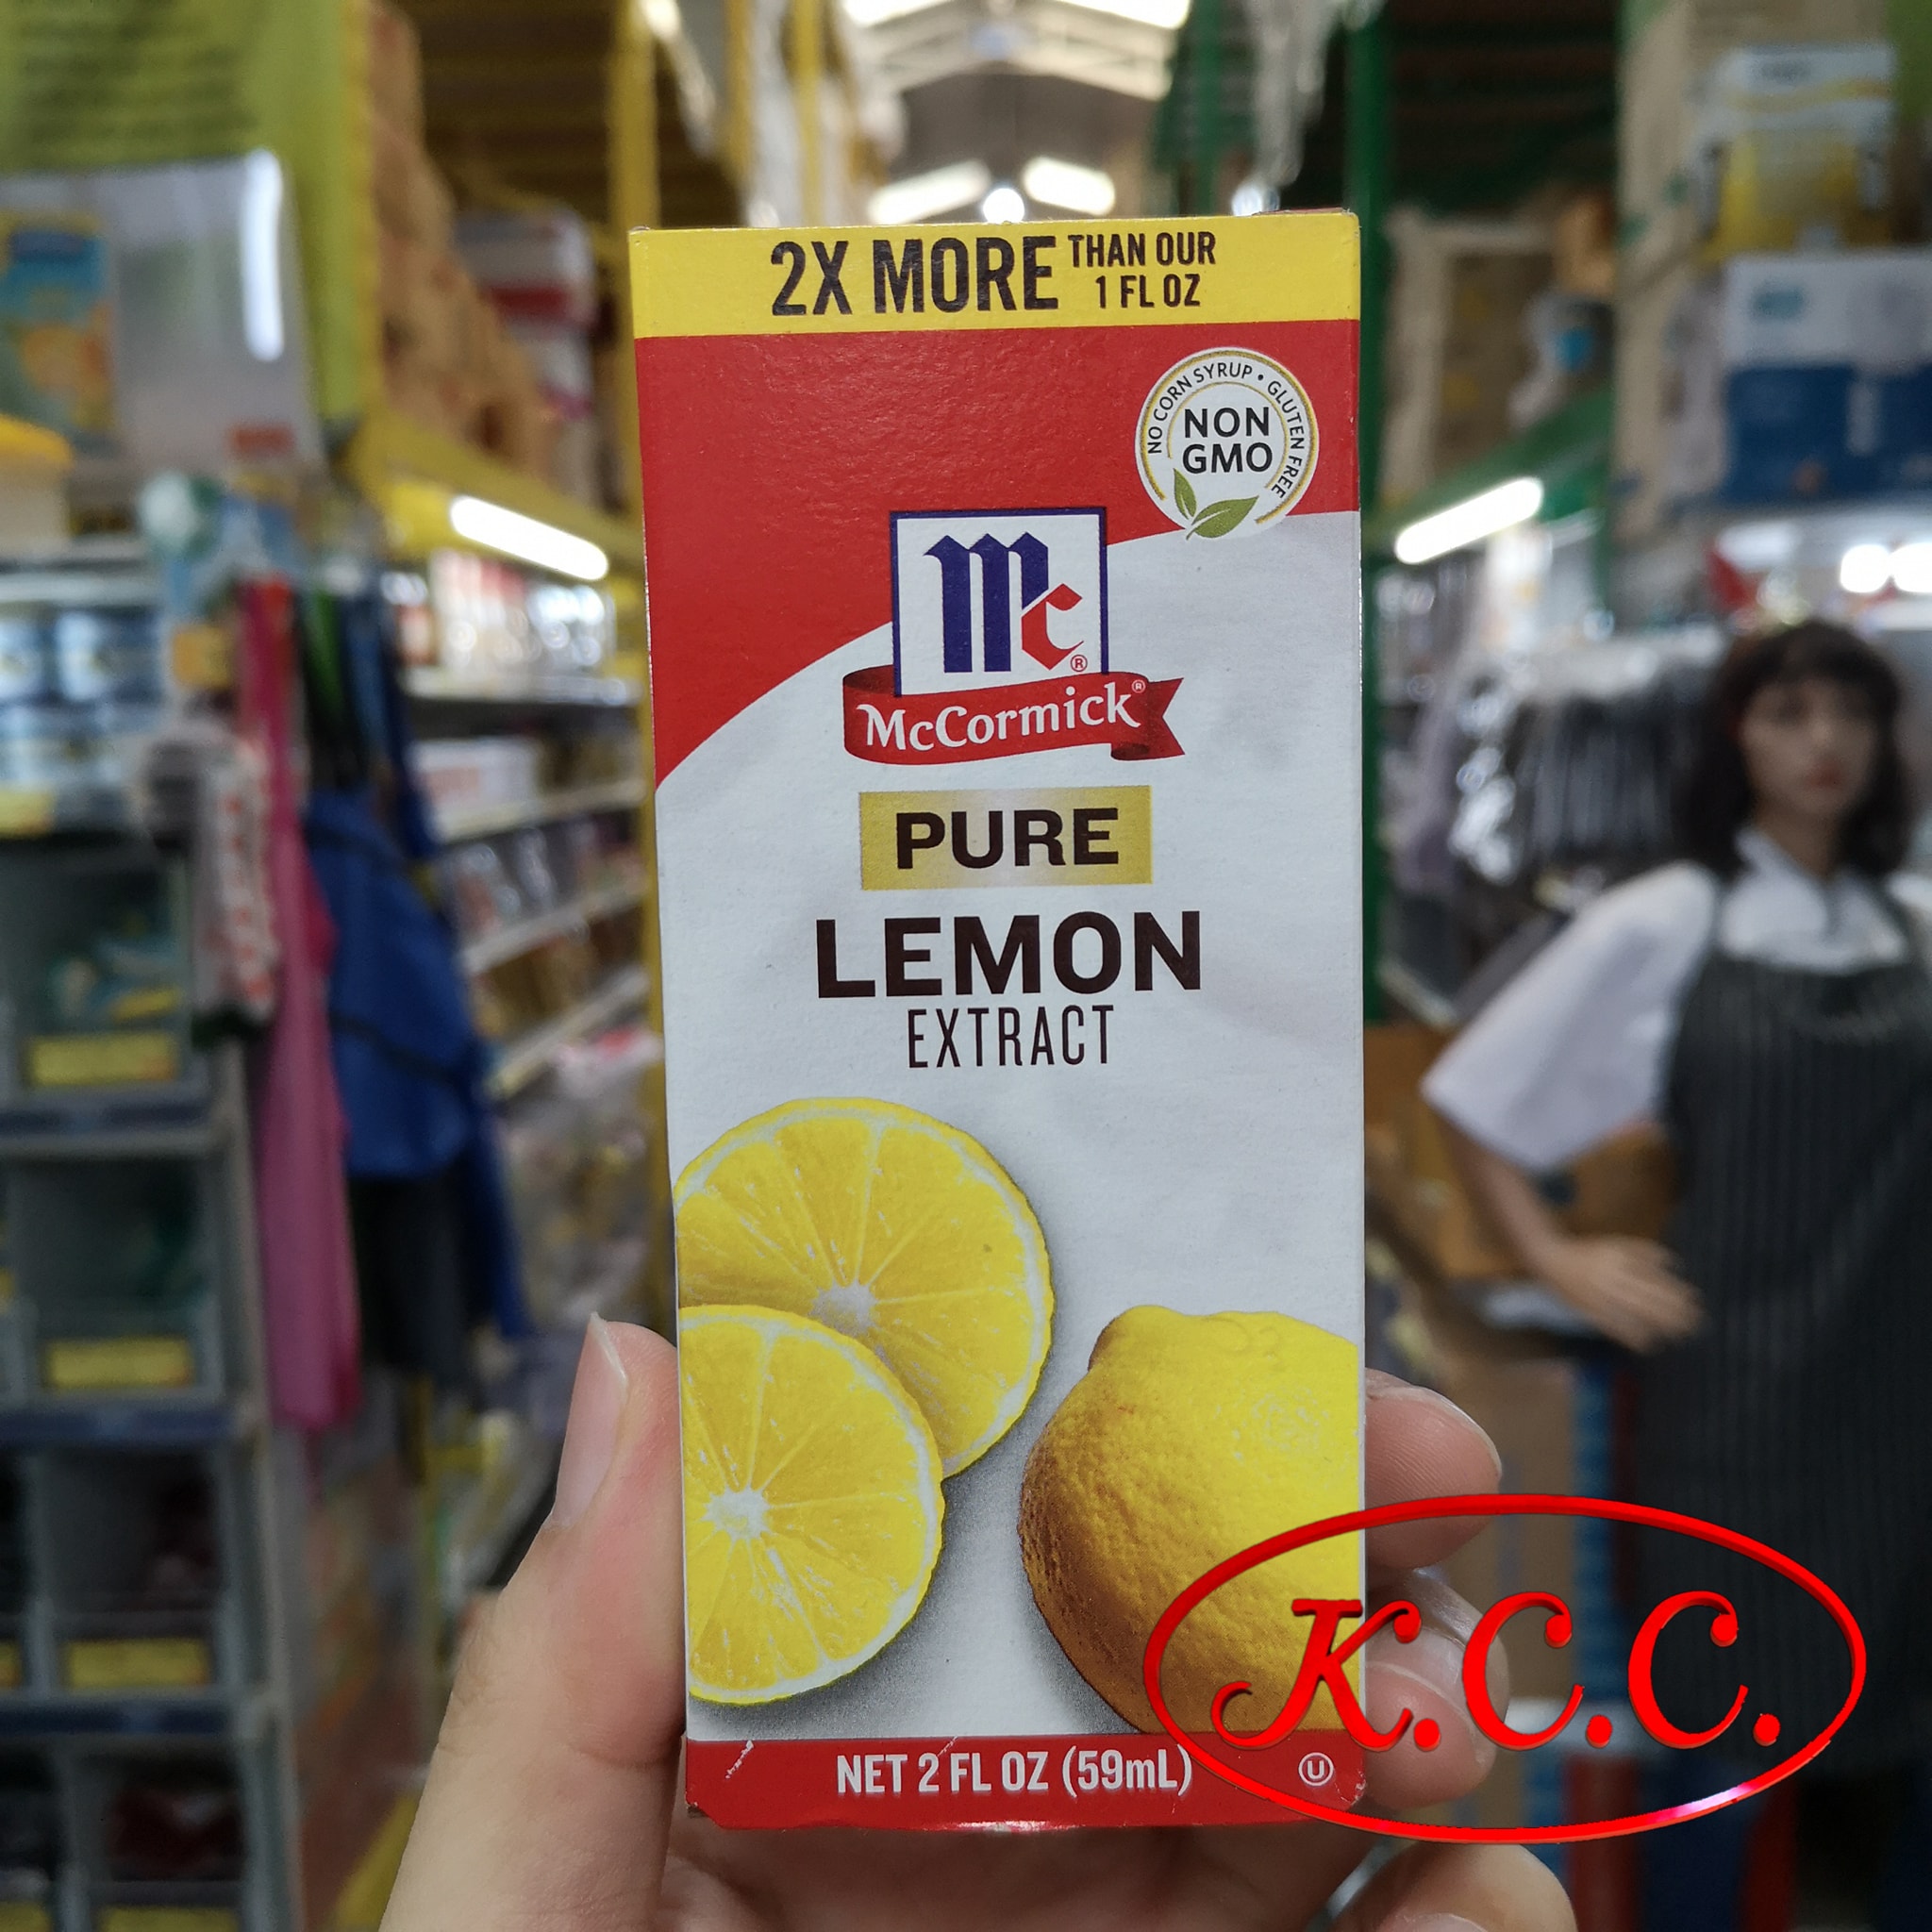 2X MORE THAN OUR
1 FL OZ
NO CORN SYRUP • GLUTEN FREE
NON
GMO
Mc®
McCormick®
PURE
LEMON
EXTRACT
NET 2 FL OZ (59mL)
U
K.C.C.